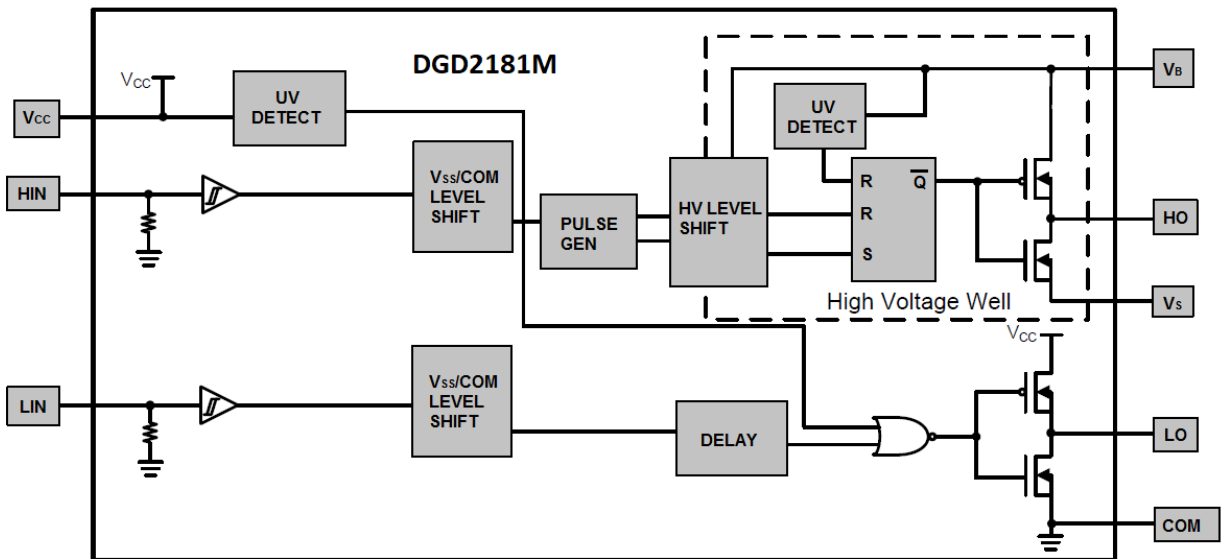 DGD2181M
VCC
VCC
UV
DETECT
VB
UV
DETECT
HIN
VSS/COM
LEVEL
SHIFT
PULSE
GEN
HV LEVEL
SHIFT
R
Q̅
R
S
HO
High Voltage Well
VS
VCC
LIN
VSS/COM
LEVEL
SHIFT
DELAY
LO
COM